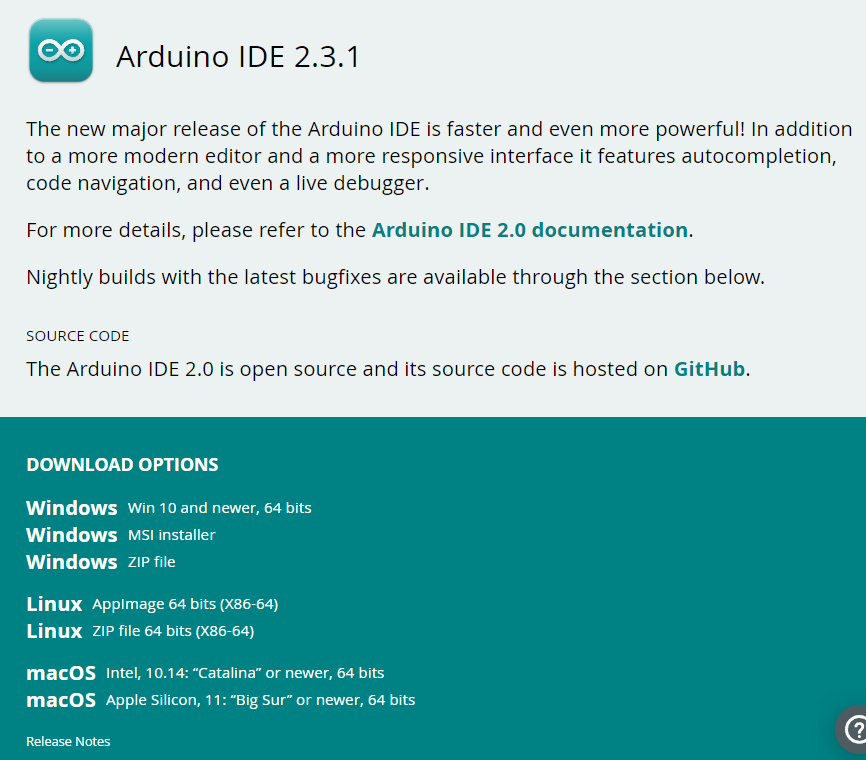 Arduino IDE 2.3.1
The new major release of the Arduino IDE is faster and even more powerful! In addition
to a more modern editor and a more responsive interface it features autocompletion,
code navigation, and even a live debugger.
For more details, please refer to the Arduino IDE 2.0 documentation.
Nightly builds with the latest bugfixes are available through the section below.
SOURCE CODE
The Arduino IDE 2.0 is open source and its source code is hosted on GitHub.
DOWNLOAD OPTIONS
Windows Win 10 and newer, 64 bits
Windows MSI installer
Windows ZIP file
Linux AppImage 64 bits (X86-64)
Linux ZIP file 64 bits (X86-64)
macOS Intel, 10.14: “Catalina” or newer, 64 bits
macOS Apple Silicon, 11: “Big Sur” or newer, 64 bits
Release Notes
?